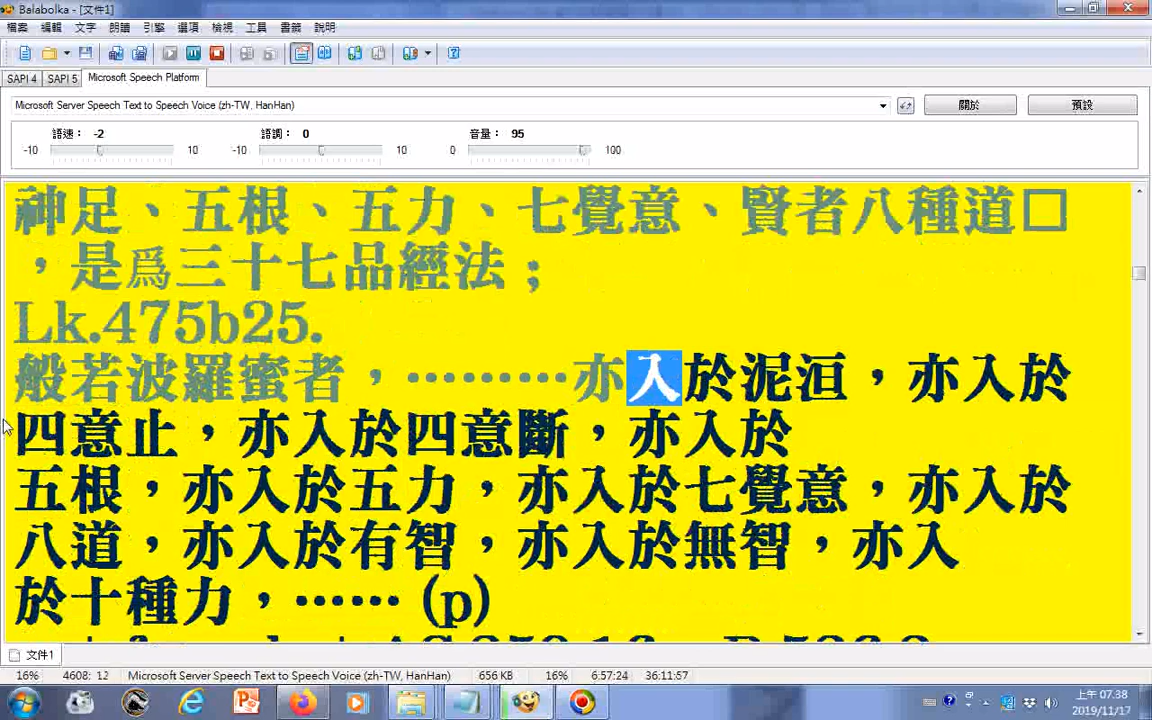 Balabolka - [文件1]
檔案 編輯 文字 朗讀 引擎 選項 檢視 工具 書籤 說明
SAPI 4 SAPI 5 Microsoft Speech Platform
Microsoft Server Speech Text to Speech Voice (zh-TW, HanHan) 關於 預設
語速: -2 語調: 0 音量: 95
-10 10 -10 10 0 100
神足、五根、五力、七覺意、賢者八種道□
，是爲三十七品經法；
Lk.475b25.
般若波羅蜜者，………亦入於泥洹，亦入於
四意止，亦入於四意斷，亦入於
五根，亦入於五力，亦入於七覺意，亦入於
八道，亦入於有智，亦入於無智，亦入
於十種力，…… (p)
文件1
16% 4608: 12 Microsoft Server Speech Text to Speech Voice (zh-TW, HanHan) 656 KB 16% 6:57:24 36:11:57
上午 07:38
2019/11/17